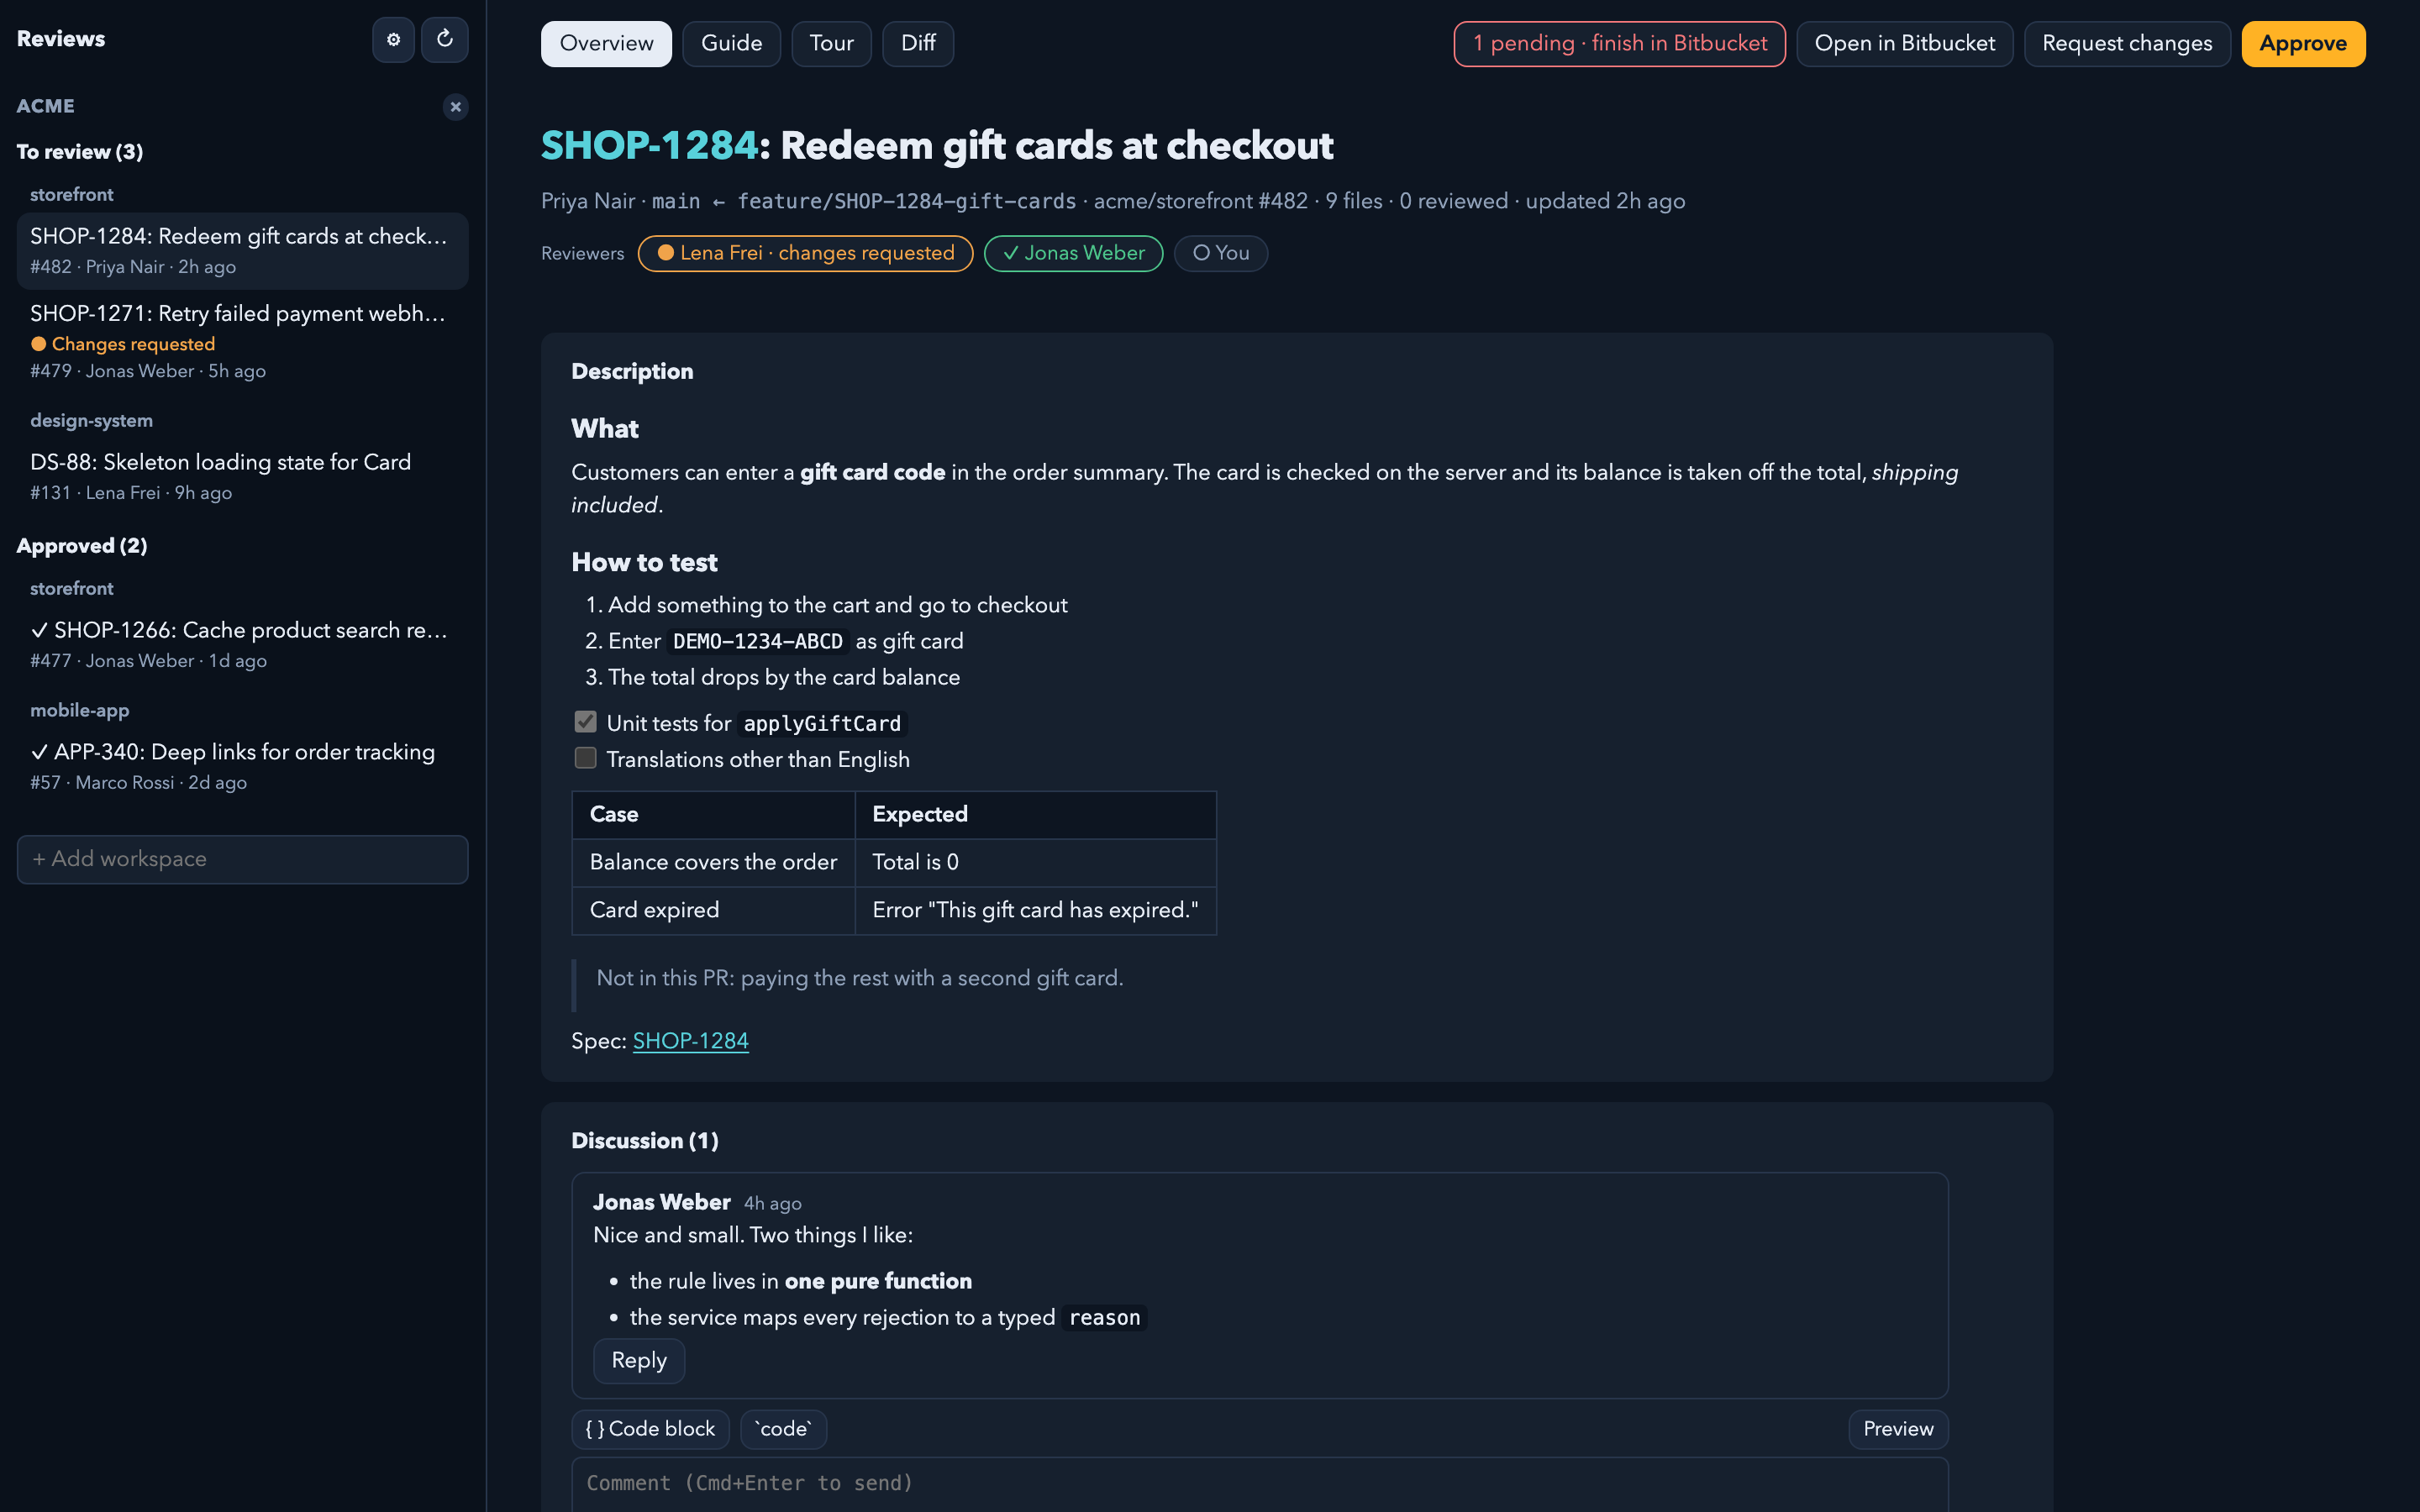 Reviews
ACME
To review (3)
storefront
SHOP-1284: Redeem gift cards at check…
#482 · Priya Nair · 2h ago
SHOP-1271: Retry failed payment webh…
Changes requested
#479 · Jonas Weber · 5h ago
design-system
DS-88: Skeleton loading state for Card
#131 · Lena Frei · 9h ago
Approved (2)
storefront
✓ SHOP-1266: Cache product search re…
#477 · Jonas Weber · 1d ago
mobile-app
✓ APP-340: Deep links for order tracking
#57 · Marco Rossi · 2d ago
+ Add workspace
Overview Guide Tour Diff 1 pending · finish in Bitbucket Open in Bitbucket Request changes Approve
SHOP-1284: Redeem gift cards at checkout
Priya Nair · main ← feature/SHOP-1284-gift-cards · acme/storefront #482 · 9 files · 0 reviewed · updated 2h ago
Reviewers Lena Frei · changes requested ✓ Jonas Weber You
Description
What
Customers can enter a gift card code in the order summary. The card is checked on the server and its balance is taken off the total, shipping
included.
How to test
1. Add something to the cart and go to checkout
2. Enter DEMO-1234-ABCD as gift card
3. The total drops by the card balance
Unit tests for applyGiftCard
Translations other than English
Case Expected
Balance covers the order Total is 0
Card expired Error "This gift card has expired."
Not in this PR: paying the rest with a second gift card.
Spec: SHOP-1284
Discussion (1)
Jonas Weber 4h ago
Nice and small. Two things I like:
• the rule lives in one pure function
• the service maps every rejection to a typed reason
Reply
{ } Code block `code` Preview
Comment (Cmd+Enter to send)